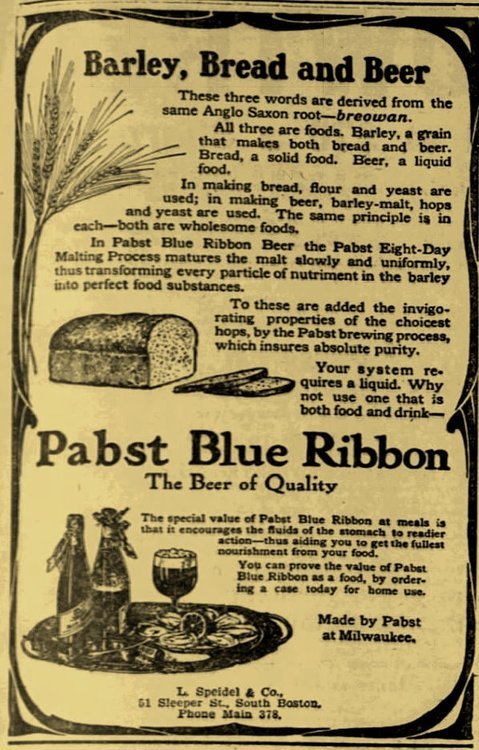 Barley, Bread and Beer
These three words are derived from the
same Anglo Saxon root—breowan.
All three are foods. Barley, a grain
that makes both bread and beer.
Bread, a solid food. Beer, a liquid
food.
In making bread, flour and yeast are
used; in making beer, barley-malt, hops
and yeast are used. The same principle is in
each—both are wholesome foods.
In Pabst Blue Ribbon Beer the Pabst Eight-Day
Malting Process matures the malt slowly and uniformly,
thus transforming every particle of nutriment in the barley
into perfect food substances.
To these are added the invigo-
rating properties of the choicest
hops, by the Pabst brewing process,
which insures absolute purity.
Your system re-
quires a liquid. Why
not use one that is
both food and drink—
Pabst Blue Ribbon
The Beer of Quality
The special value of Pabst Blue Ribbon at meals is
that it encourages the fluids of the stomach to readier
action—thus aiding you to get the fullest
nourishment from your food.
You can prove the value of Pabst
Blue Ribbon as a food, by order-
ing a case today for home use.
Made by Pabst
at Milwaukee.
L. Speidel & Co.,
51 Sleeper St., South Boston.
Phone Main 378.